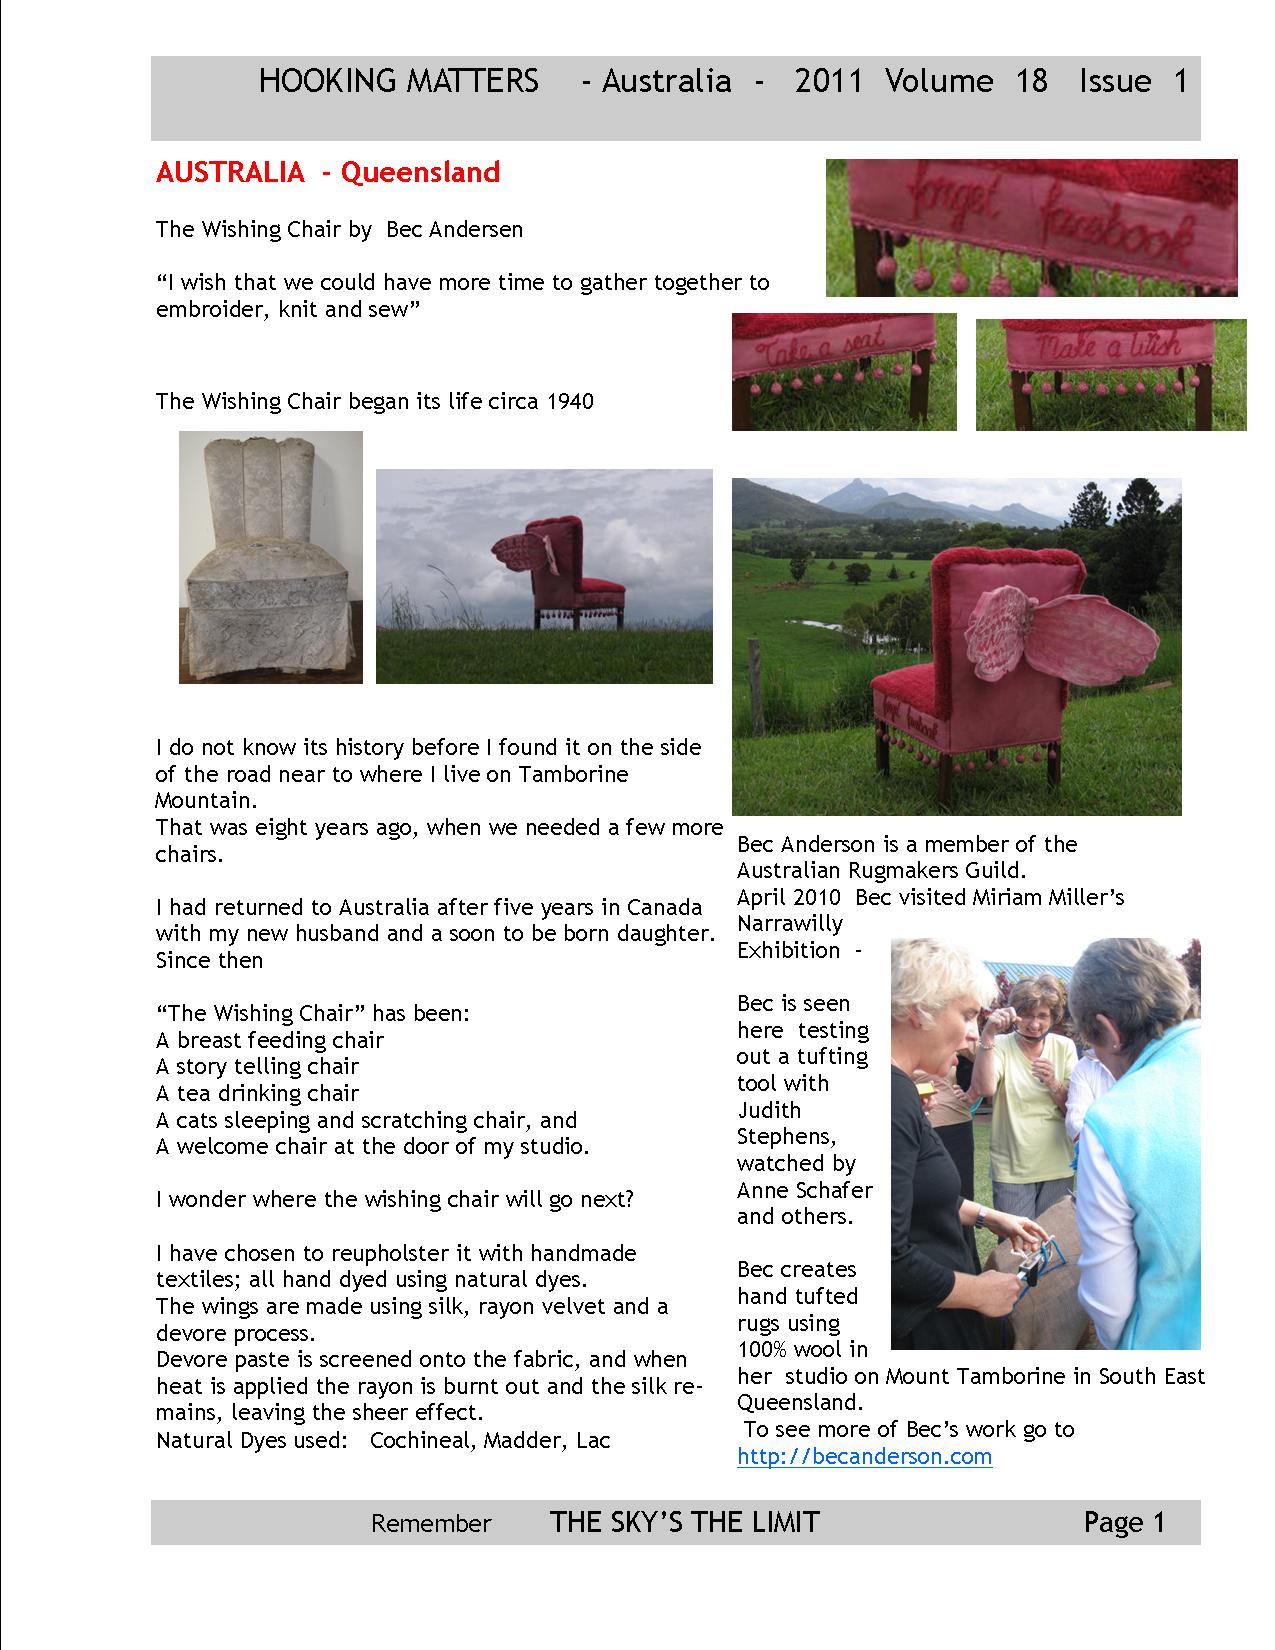 HOOKING MATTERS - Australia - 2011 Volume 18 Issue 1
AUSTRALIA - Queensland
The Wishing Chair by Bec Andersen
“I wish that we could have more time to gather together to
embroider, knit and sew”
The Wishing Chair began its life circa 1940
forget facebook
Take a seat
Make a Wish
I do not know its history before I found it on the side
of the road near to where I live on Tamborine
Mountain.
That was eight years ago, when we needed a few more
chairs.
I had returned to Australia after five years in Canada
with my new husband and a soon to be born daughter.
Since then
“The Wishing Chair” has been:
A breast feeding chair
A story telling chair
A tea drinking chair
A cats sleeping and scratching chair, and
A welcome chair at the door of my studio.
I wonder where the wishing chair will go next?
I have chosen to reupholster it with handmade
textiles; all hand dyed using natural dyes.
The wings are made using silk, rayon velvet and a
devore process.
Devore paste is screened onto the fabric, and when
heat is applied the rayon is burnt out and the silk re-
mains, leaving the sheer effect.
Natural Dyes used: Cochineal, Madder, Lac
forget facebook
Bec Anderson is a member of the
Australian Rugmakers Guild.
April 2010 Bec visited Miriam Miller’s
Narrawilly
Exhibition -
Bec is seen
here testing
out a tufting
tool with
Judith
Stephens,
watched by
Anne Schafer
and others.
Bec creates
hand tufted
rugs using
100% wool in
her studio on Mount Tamborine in South East
Queensland.
To see more of Bec’s work go to
http://becanderson.com
Remember THE SKY’S THE LIMIT Page 1